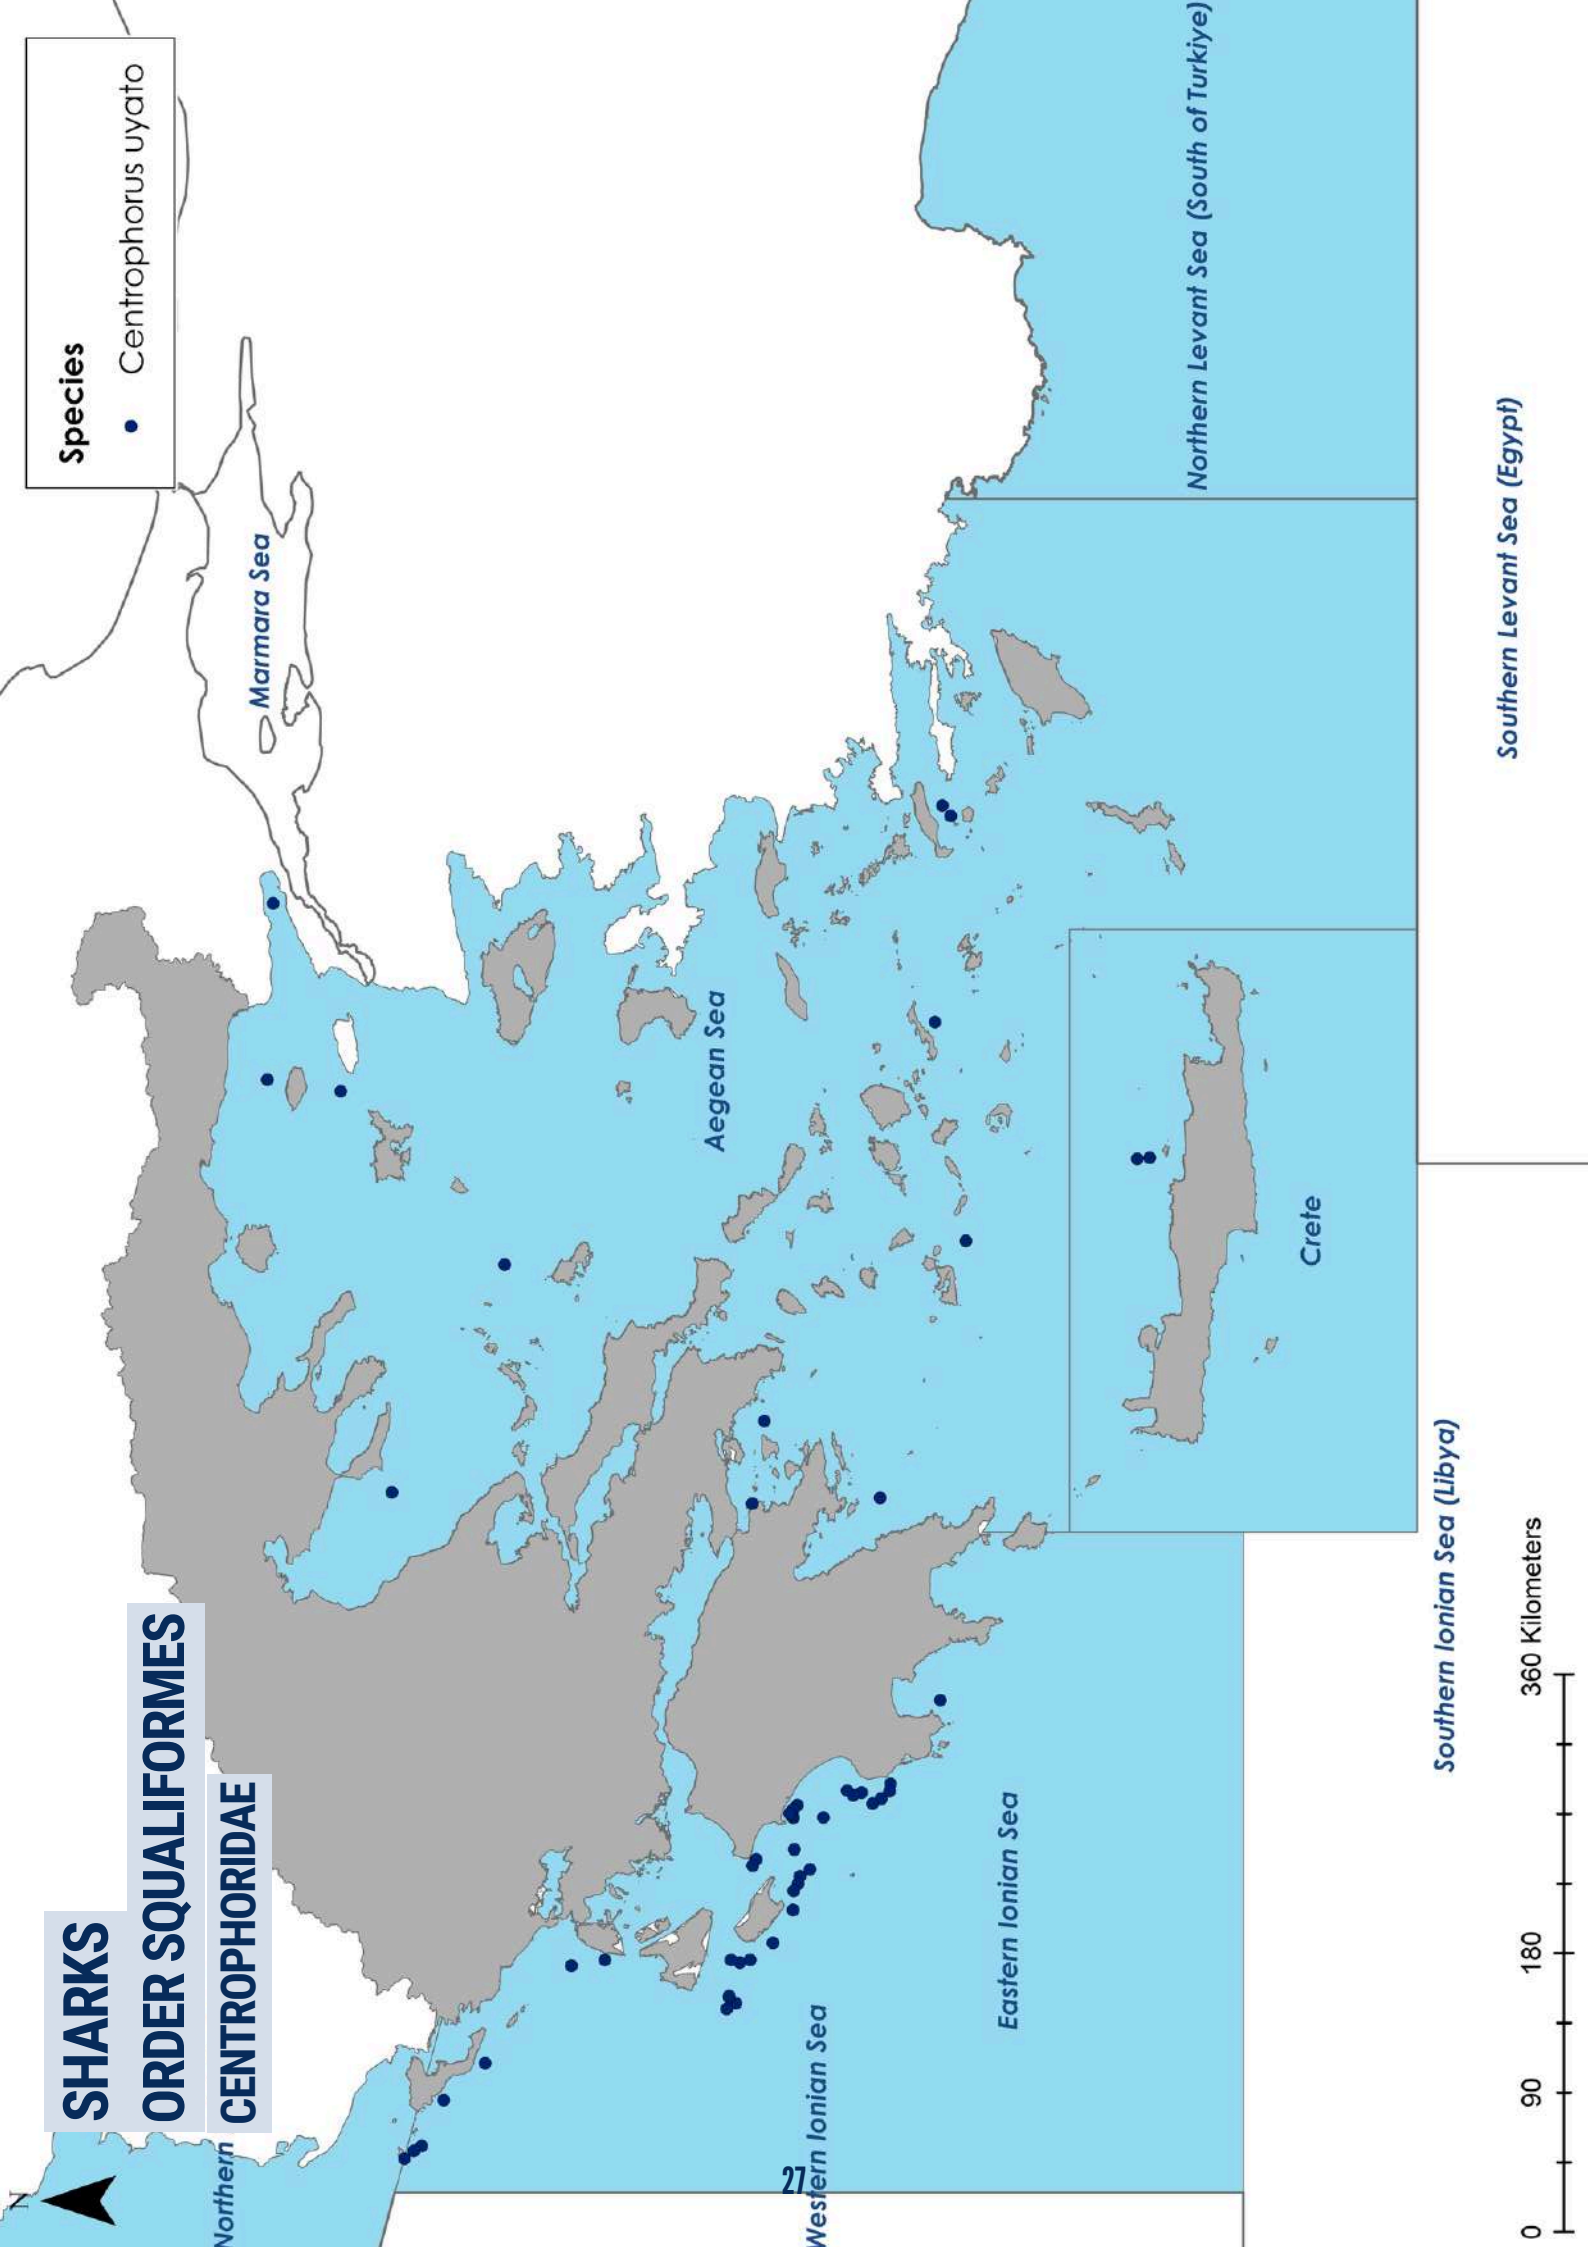 SHARKS
ORDER SQUALIFORMES
CENTROPHORIDAE
N
Species
Centrophorus uyato
Marmara Sea
Northern
Aegean Sea
Western Ionian Sea
Eastern Ionian Sea
Crete
Northern Levant Sea (South of Turkiye)
Southern Ionian Sea (Libya)
Southern Levant Sea (Egypt)
0 90 180 360 Kilometers
27